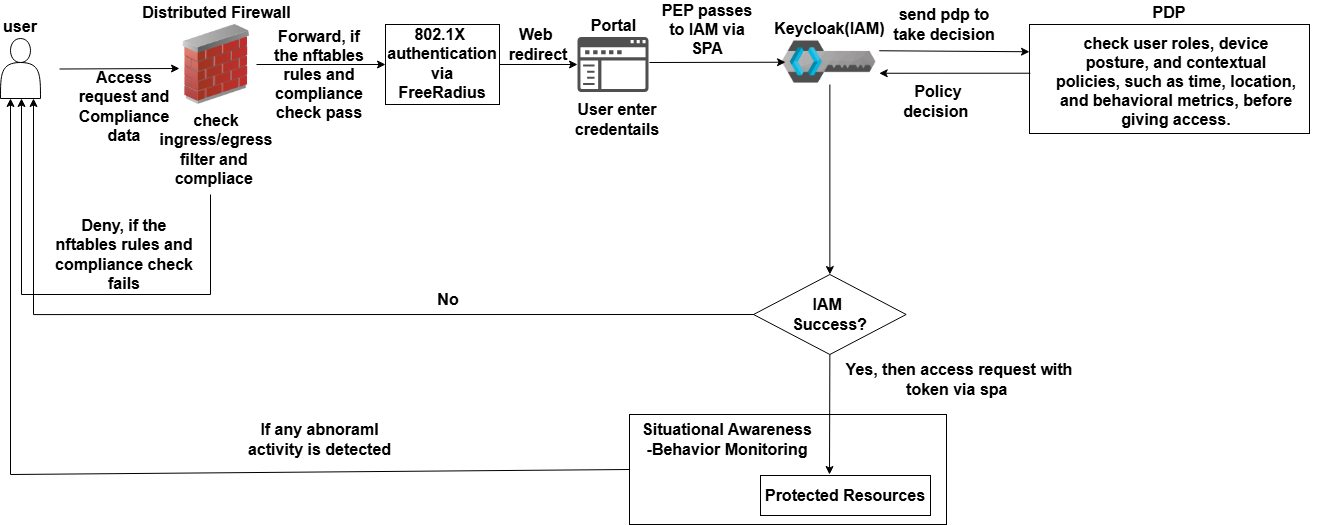 user
Distributed Firewall
Access
request and
Compliance
data
check
ingress/egress
filter and
compliace
Forward, if
the nftables
rules and
compliance
check pass
802.1X
authentication
via
FreeRadius
Web
redirect
Portal
User enter
credentails
PEP passes
to IAM via
SPA
Keycloak(IAM)
send pdp to
take decision
Policy
decision
PDP
check user roles, device
posture, and contextual
policies, such as time, location,
and behavioral metrics, before
giving access.
Deny, if the
nftables rules and
compliance check
fails
No
IAM
Success?
Yes, then access request with
token via spa
If any abnoraml
activity is detected
Situational Awareness
-Behavior Monitoring
Protected Resources